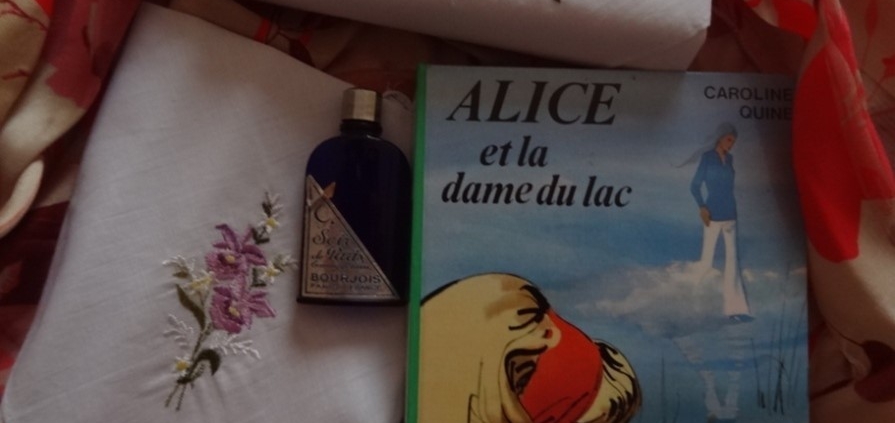 ALICE
et la
dame du lac
CAROLINE
QUINE
Soir
de Paris
BOURJOIS